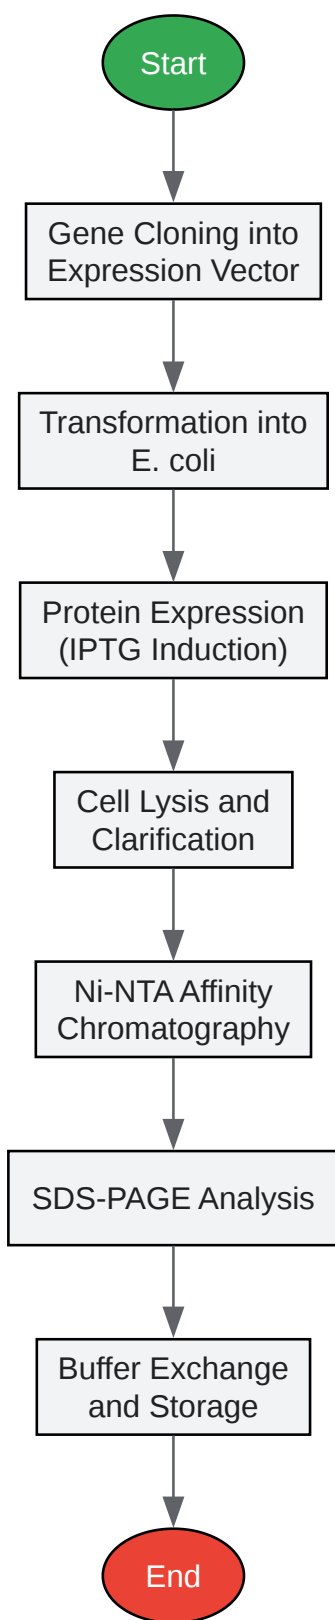 Start
Gene Cloning into
Expression Vector
Transformation into
E. coli
Protein Expression
(IPTG Induction)
Cell Lysis and
Clarification
Ni-NTA Affinity
Chromatography
SDS-PAGE Analysis
Buffer Exchange
and Storage
End